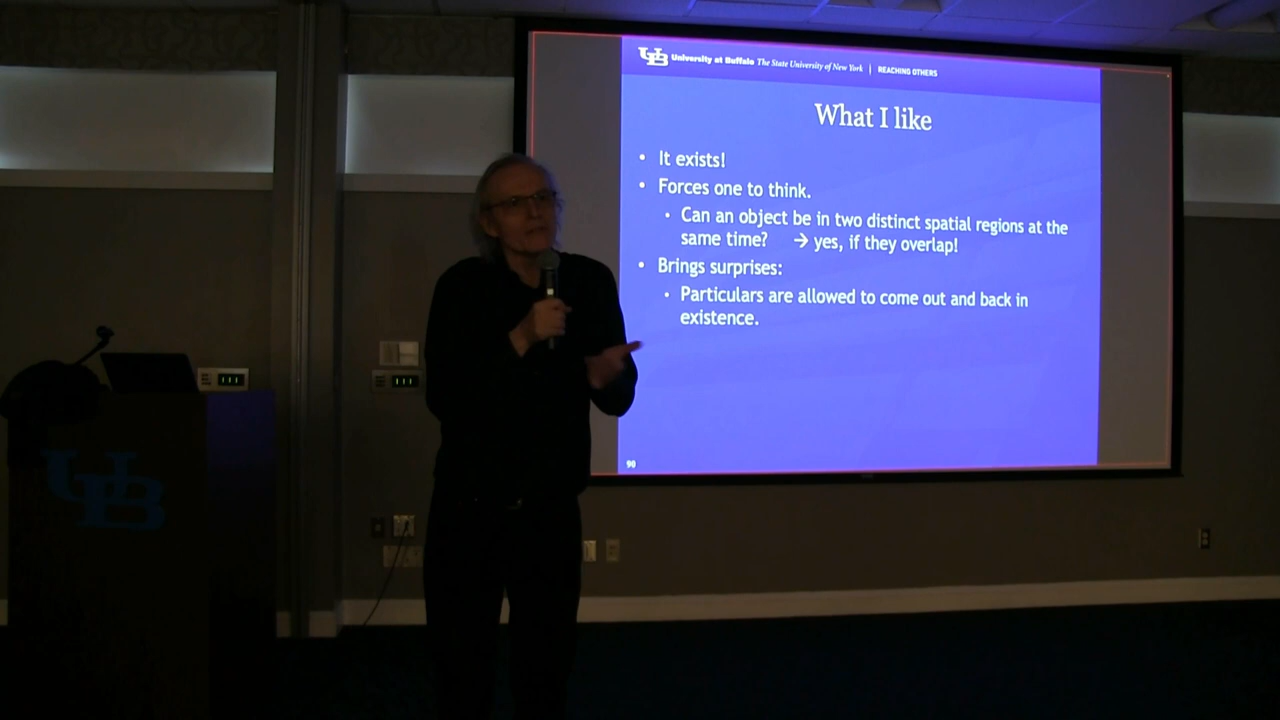 UB University at Buffalo The State University of New York | REACHING OTHERS
What I like
• It exists!
• Forces one to think.
• Can an object be in two distinct spatial regions at the
same time? → yes, if they overlap!
• Brings surprises:
• Particulars are allowed to come out and back in
existence.
90
UB